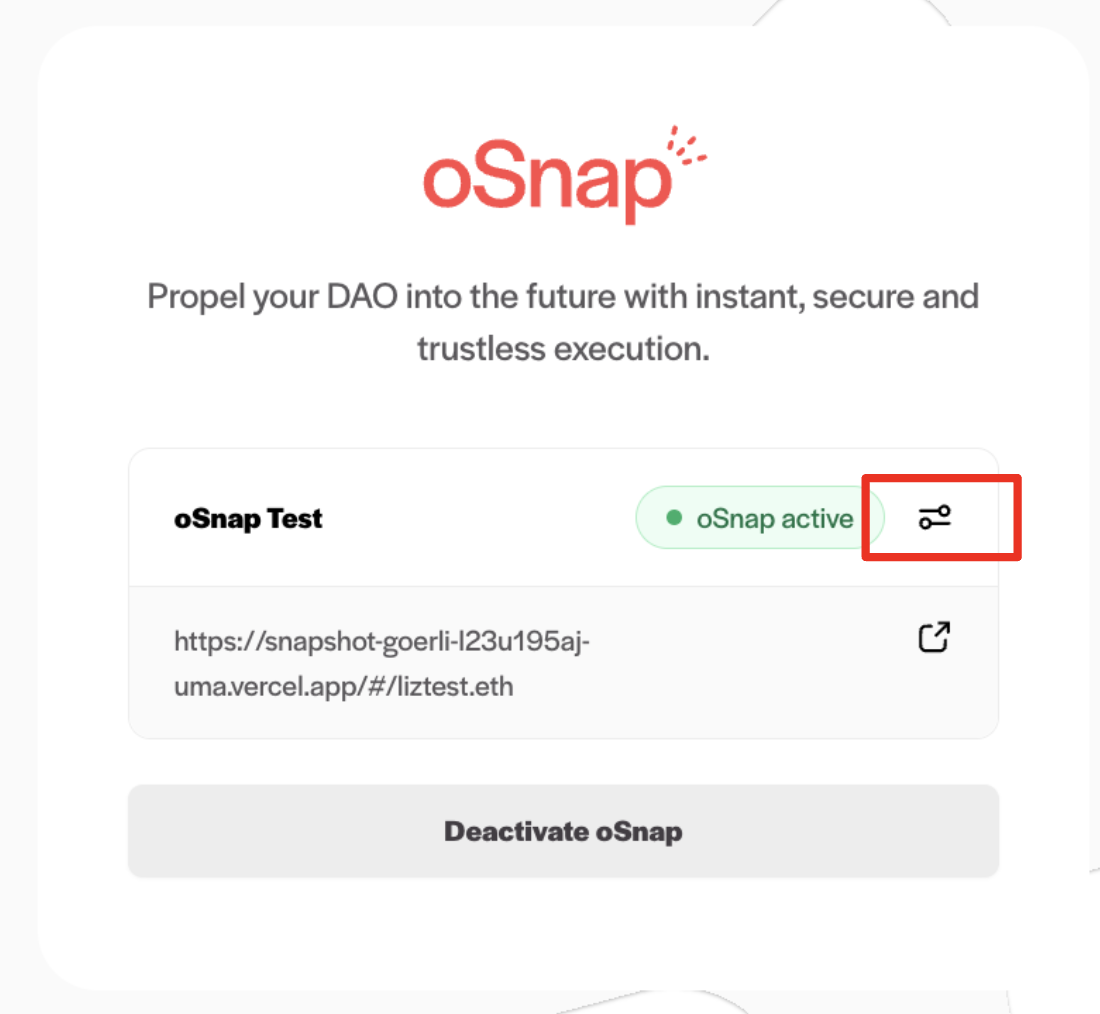 oSnap
Propel your DAO into the future with instant, secure and
trustless execution.
oSnap Test
oSnap active
https://snapshot-goerli-l23u195aj-
uma.vercel.app/#/liztest.eth
Deactivate oSnap